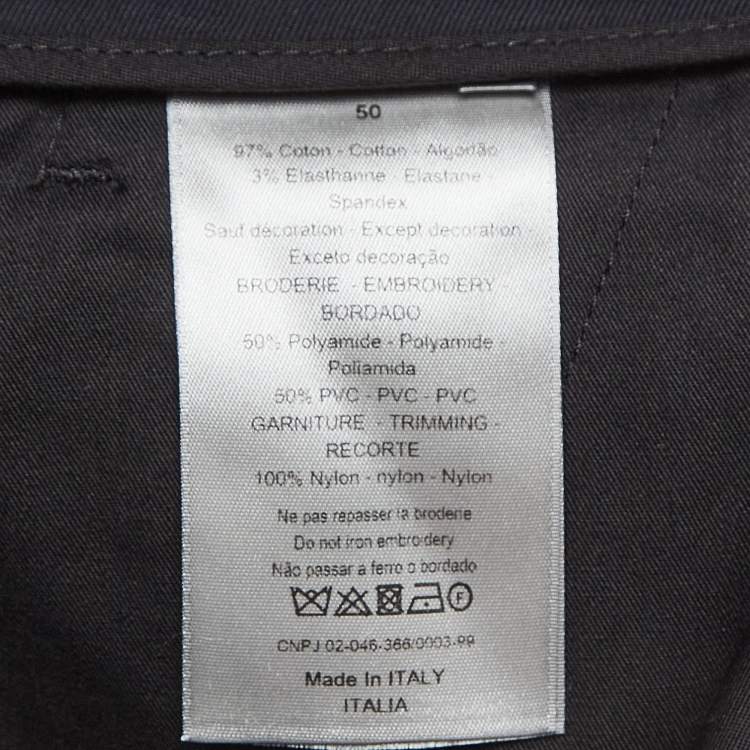 50
97% Coton - Cotton - Algodão
3% Elasthanne - Elastane -
Spandex
Sauf décoration - Except decoration -
Exceto decoração
BRODERIE - EMBROIDERY -
BORDADO
50% Polyamide - Polyamide -
Poliamida
50% PVC - PVC - PVC
GARNITURE - TRIMMING -
RECORTE
100% Nylon - nylon - Nylon
Ne pas repasser la broderie
Do not iron embroidery
Não passar a ferro o bordado
F
CNPJ 02-046-366/0003-99
Made In ITALY
ITALIA